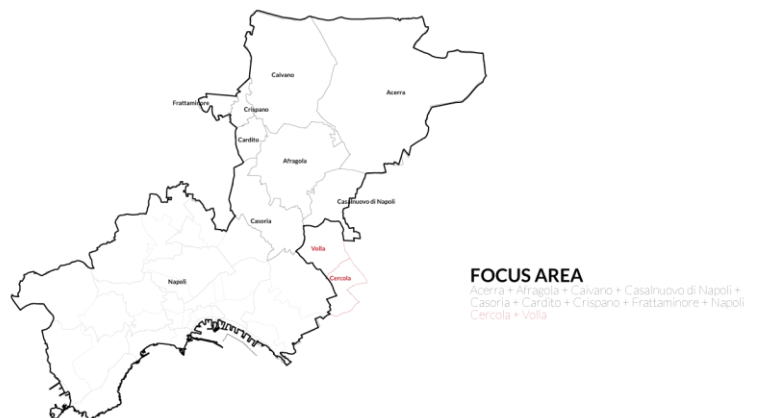 Caivano
Acerra
Frattaminore
Crispano
Cardito
Afragola
Casalnuovo di Napoli
Casoria
Volla
Cercola
Napoli
FOCUS AREA
Acerra + Afragola + Caivano + Casalnuovo di Napoli +
Casoria + Cardito + Crispano + Frattaminore + Napoli
Cercola + Volla